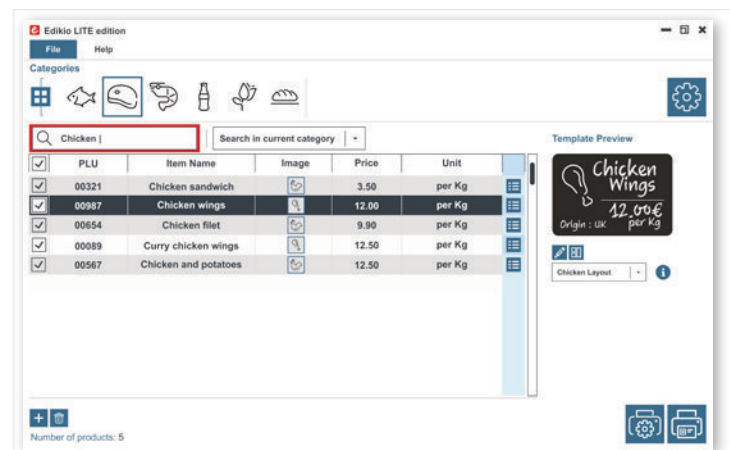 Edikio LITE edition
File Help
Categories
Chicken | Search in current category
Template Preview
PLU Item Name Image Price Unit
00321 Chicken sandwich 3.50 per Kg
00987 Chicken wings 12.00 per Kg
00654 Chicken filet 9.90 per Kg
00089 Curry chicken wings 12.50 per Kg
00567 Chicken and potatoes 12.50 per Kg
Chicken
Wings
12.00€
Origin : UK per Kg
Chicken Layout
Number of products: 5